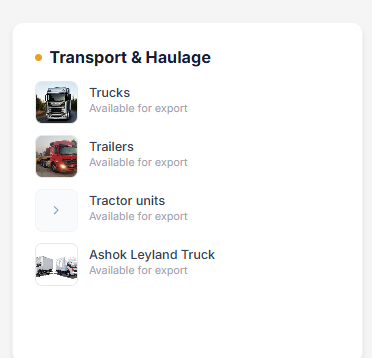 Transport & Haulage
Trucks
Available for export
Trailers
Available for export
Tractor units
Available for export
Ashok Leyland Truck
Available for export